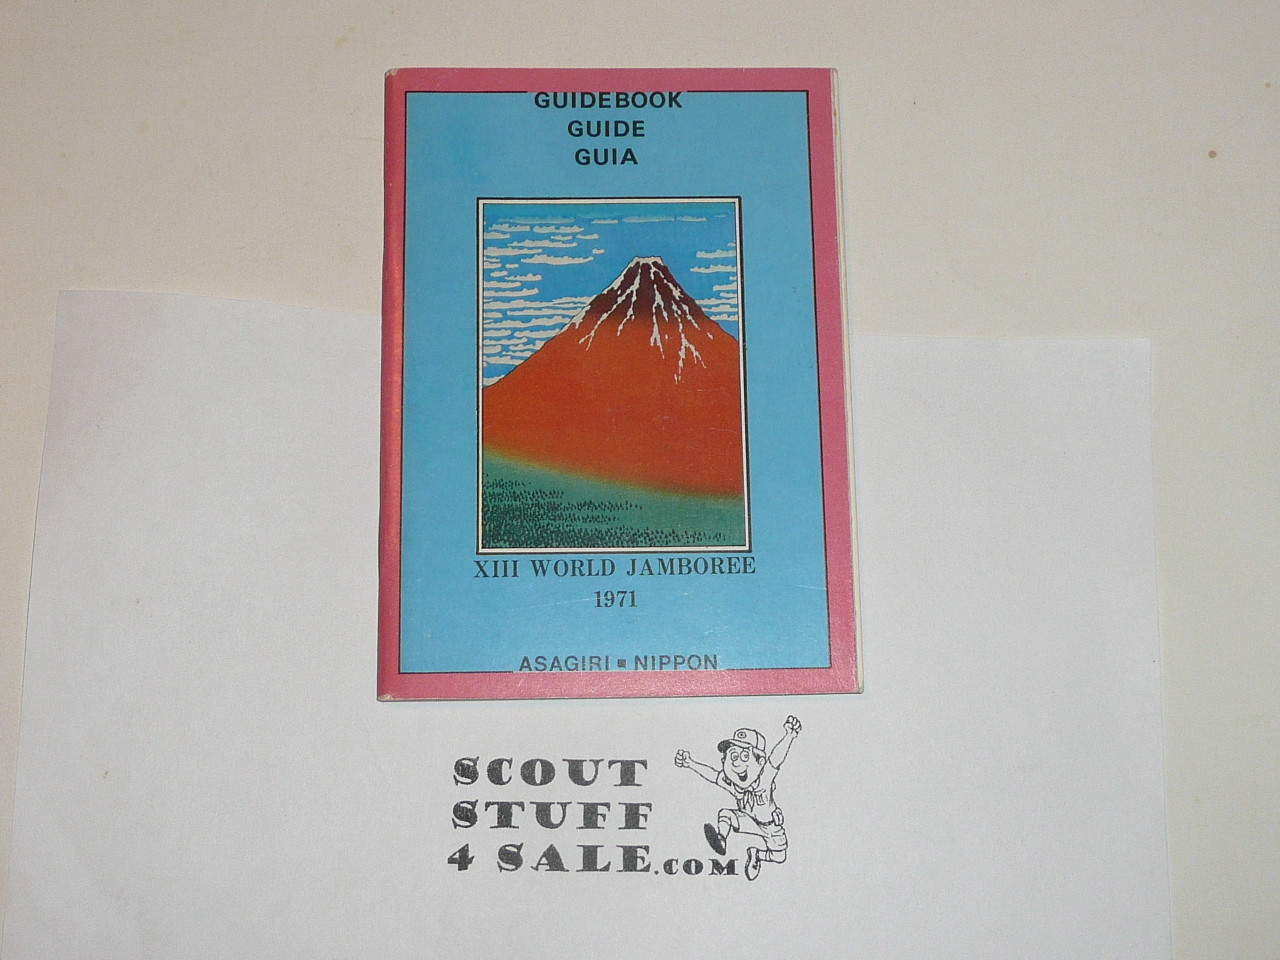 GUIDEBOOK
GUIDE
GUIA
XIII WORLD JAMBOREE
1971
ASAGIRI ■ NIPPON
SCOUT
STUFF
4 SALE.COM